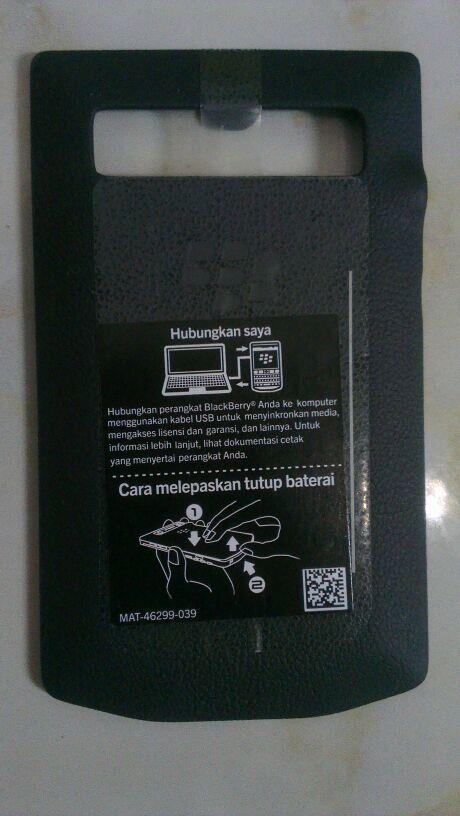 Hubungkan saya
Hubungkan perangkat BlackBerry® Anda ke komputer
menggunakan kabel USB untuk menyinkronkan media,
mengakses lisensi dan garansi, dan lainnya. Untuk
informasi lebih lanjut, lihat dokumentasi cetak
yang menyertai perangkat Anda.
Cara melepaskan tutup baterai
1
2
MAT-46299-039